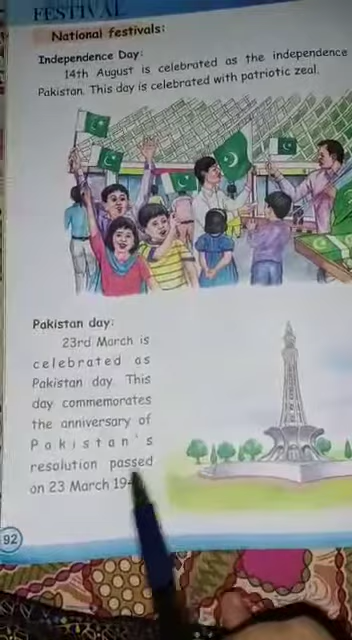 FESTIVAL
National festivals:
Independence Day:
14th August is celebrated as the independence
Pakistan. This day is celebrated with patriotic zeal.
Pakistan day:
23rd March is
celebrated as
Pakistan day. This
day commemorates
the anniversary of
Pakistan's
resolution passed
on 23 March
92